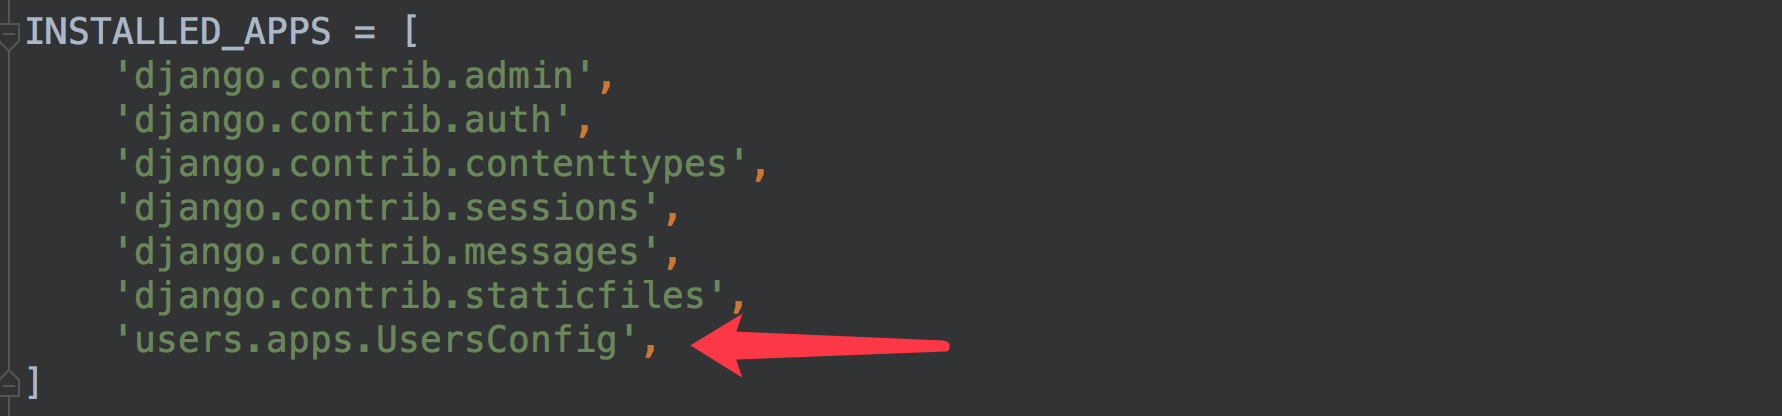 INSTALLED_APPS = [
    'django.contrib.admin',
    'django.contrib.auth',
    'django.contrib.contenttypes',
    'django.contrib.sessions',
    'django.contrib.messages',
    'django.contrib.staticfiles',
    'users.apps.UsersConfig',
]